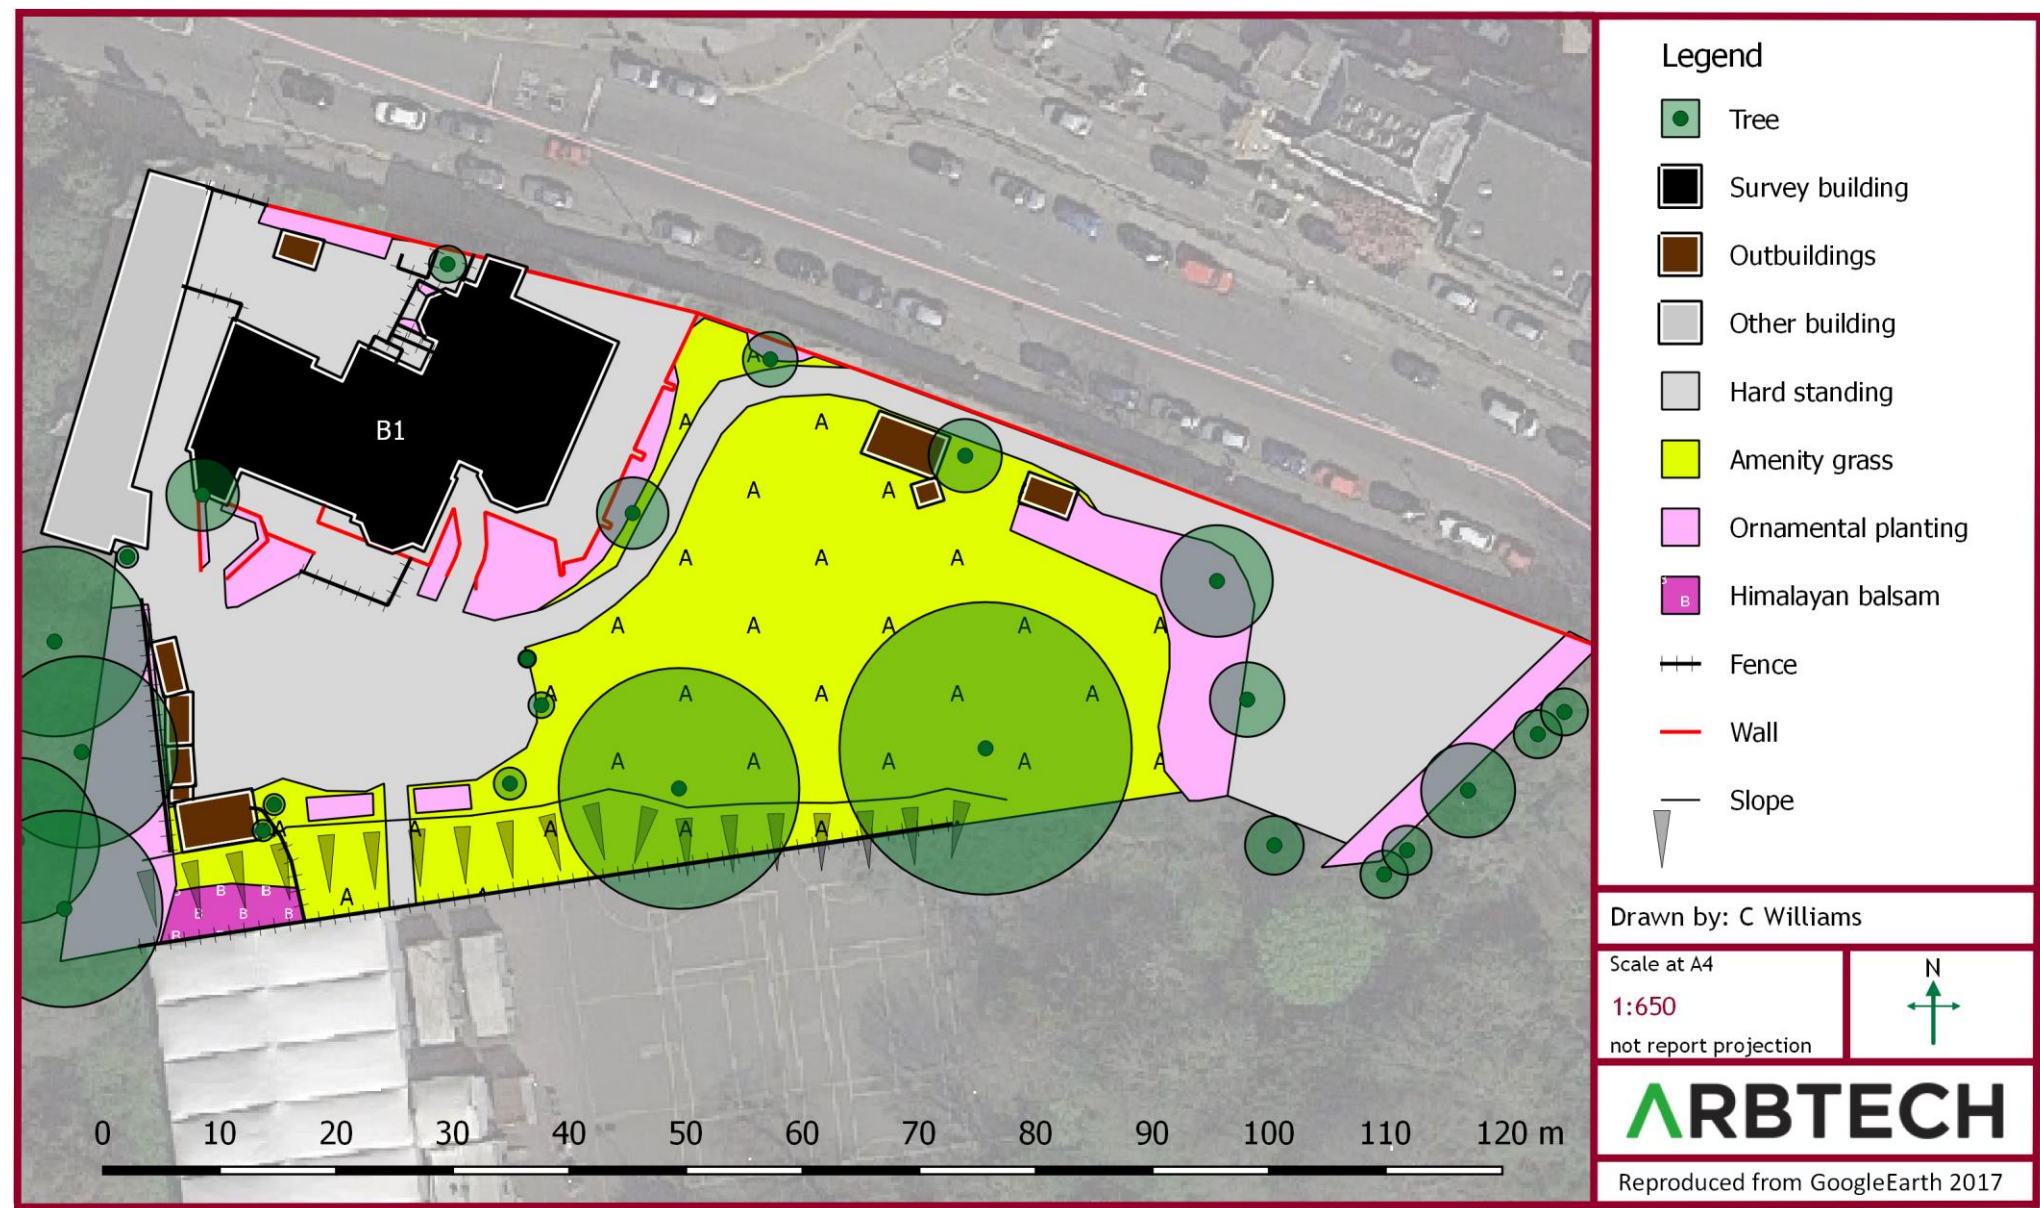 B1
A
A A
A A
A A A
A A A A A
A A A A A
A A A A A
A A A A A
A
B B B
B B B
B
0 10 20 30 40 50 60 70 80 90 100 110 120 m
Legend
Tree
Survey building
Outbuildings
Other building
Hard standing
Amenity grass
Ornamental planting
B
Himalayan balsam
Fence
Wall
Slope
Drawn by: C Williams
Scale at A4
1:650
not report projection
N
ARBTECH
Reproduced from GoogleEarth 2017